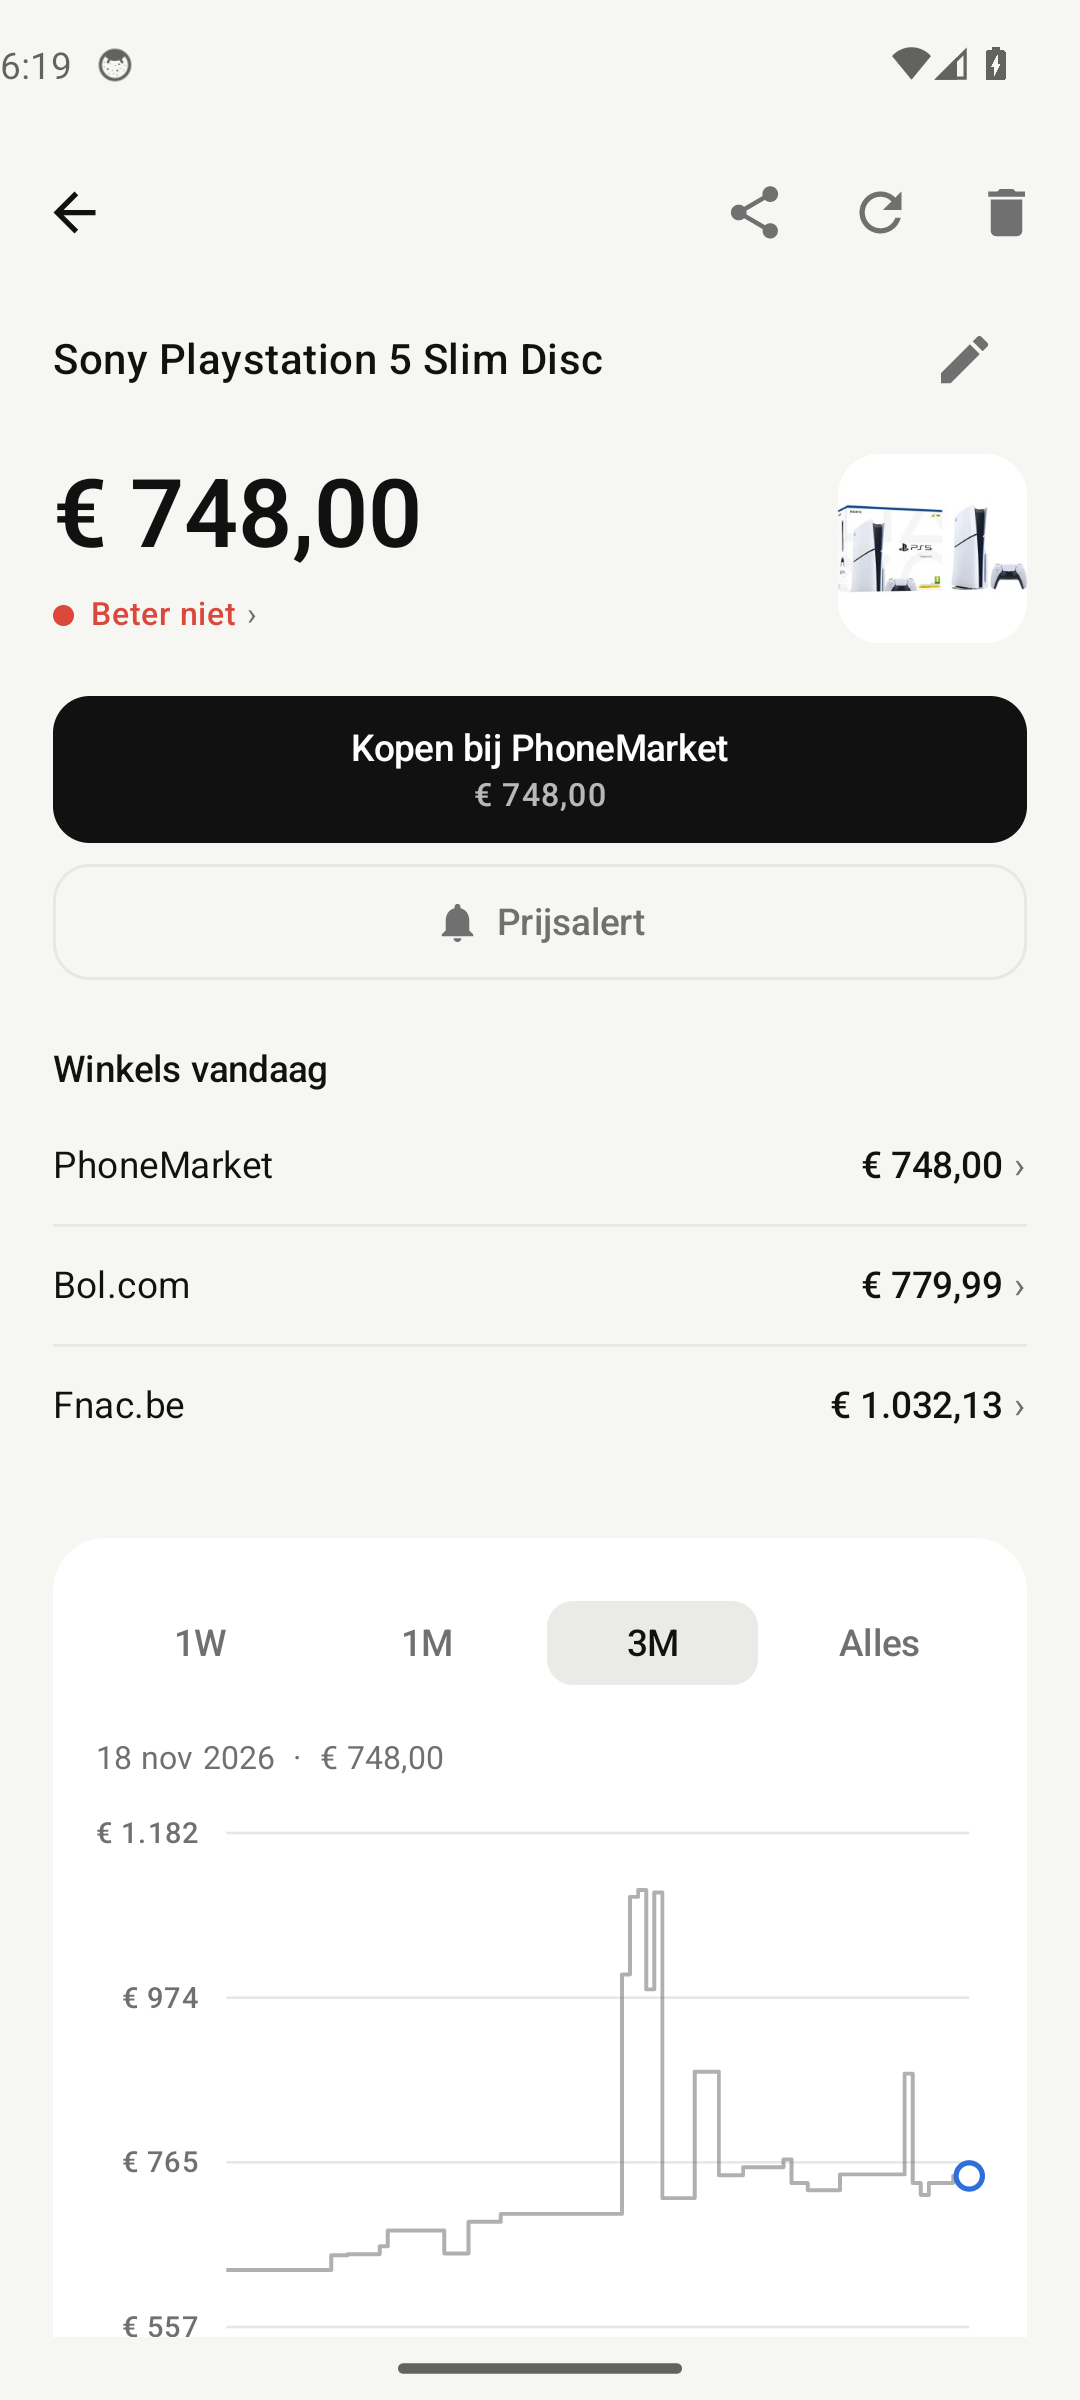 6:19
Sony Playstation 5 Slim Disc
€ 748,00
Beter niet ›
Kopen bij PhoneMarket
€ 748,00
Prijsalert
Winkels vandaag
PhoneMarket € 748,00 ›
Bol.com € 779,99 ›
Fnac.be € 1.032,13 ›
1W 1M 3M Alles
18 nov 2026 · € 748,00
€ 1.182
€ 974
€ 765
€ 557